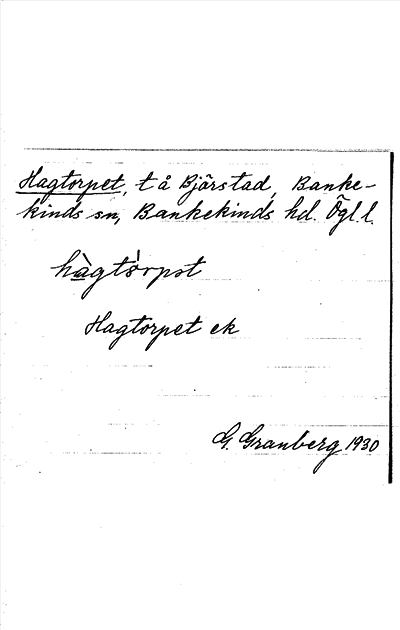 Hagtorpet, t å Bjärstad, Banke-
kinds sn, Bankekinds hd. Ögl. l.
hàgtòrpət
Hagtorpet ek
G. Granberg 1930